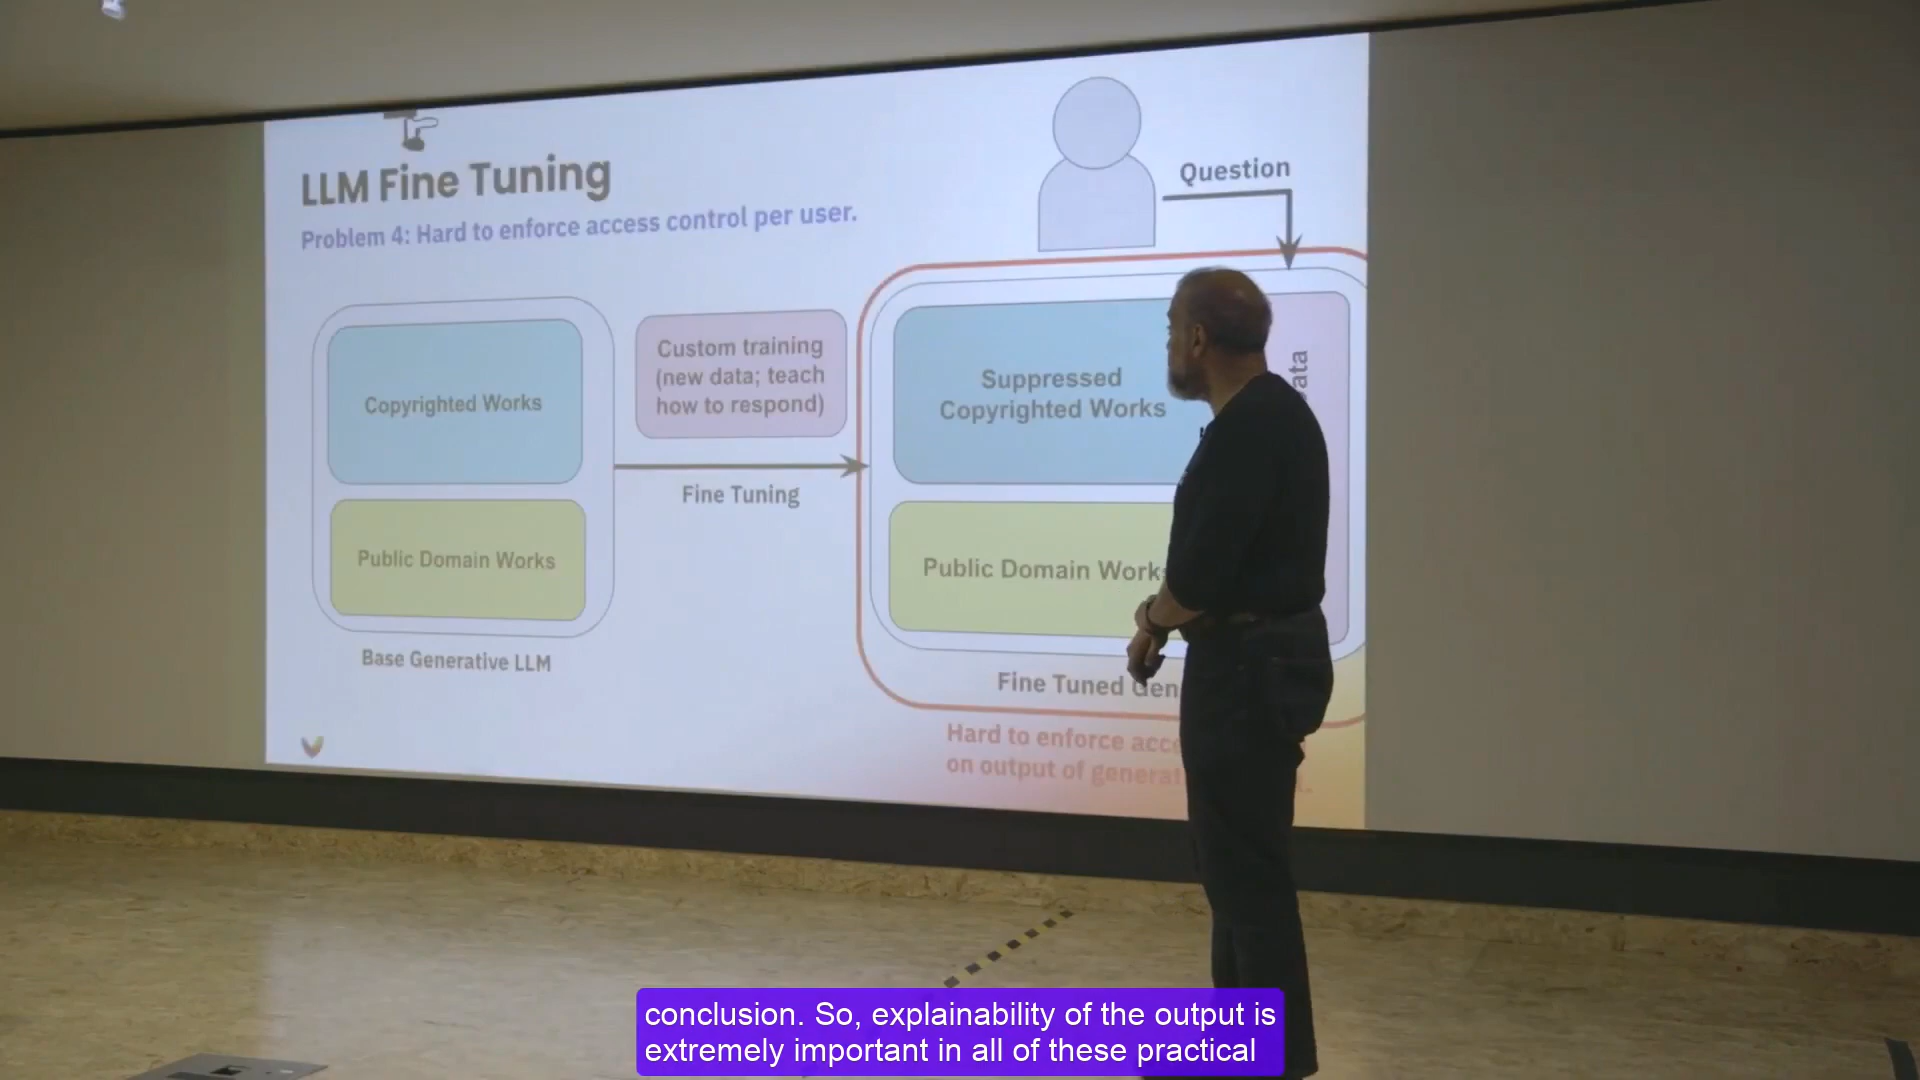 LLM Fine Tuning
Problem 4: Hard to enforce access control per user.
Question
Copyrighted Works
Public Domain Works
Base Generative LLM
Custom training
(new data; teach
how to respond)
Fine Tuning
Suppressed
Copyrighted Works
Public Domain
Fine Tuned
Hard to enforce
on output of
conclusion. So, explainability of the output is
extremely important in all of these practical